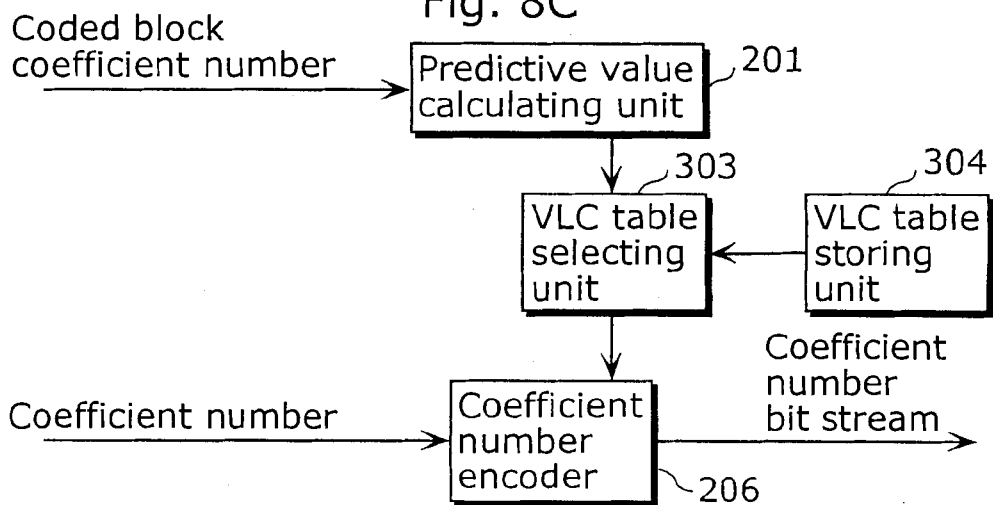 Fig. 8C
Coded block
coefficient number
Predictive value
calculating unit
201
303
304
VLC table
selecting
unit
VLC table
storing
unit
Coefficient
number
bit stream
Coefficient number
Coefficient
number
encoder
206